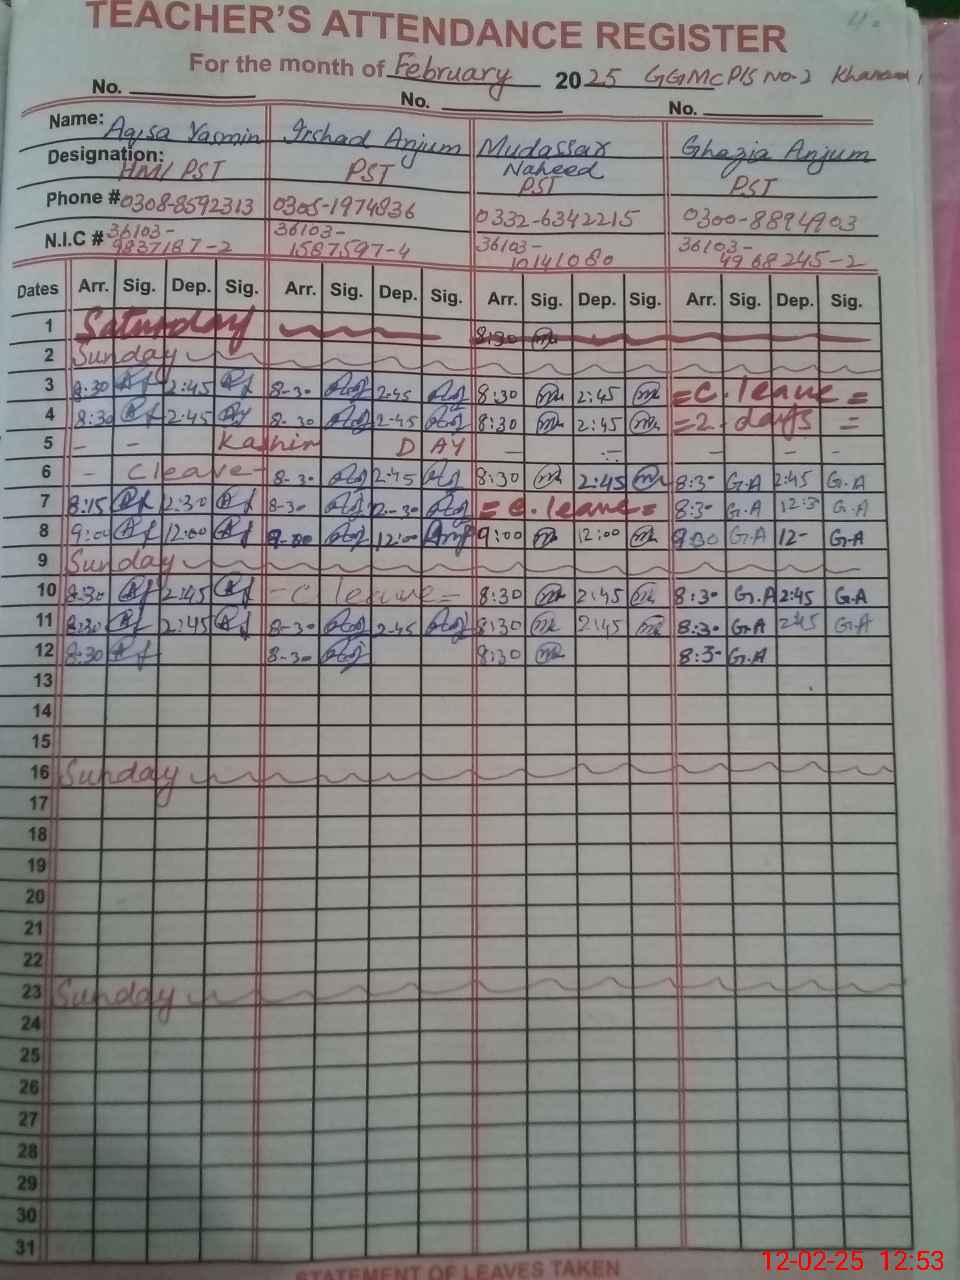 TEACHER'S ATTENDANCE REGISTER
For the month of February 2025 GGMCP/S No-2
No. No. No.
Name: Aqisa Yasmin Irshad Anjum Mudassar Naheed Ghazia Anjum
Designation: HM/ PST PST PST PST
Phone # 0308-8592313 0305-1974836 0332-6342215 0300-8894903
N.I.C # 36103-9837187-2 36103-1587597-4 36103-10141080 36103-4968245-2
Dates Arr. Sig. Dep. Sig. Arr. Sig. Dep. Sig. Arr. Sig. Dep. Sig. Arr. Sig. Dep. Sig.
1 Saturday 8:30
2 Sunday
3 8:30 2:45 8-30 2-45 8:30 2:45 = C. leave =
4 8:30 2:45 8-30 2-45 8:30 2:45 = 2. days =
5 - - Kashir DAY - - - -
6 - C leave - 8-30 2-45 8:30 2:45 8:30 G.A 2:45 G.A
7 8:15 12:30 8-30 12-30 = C. leave = 8:30 G.A 12:3 G.A
8 9:00 12:00 9-00 12:00 9:00 12:00 9:00 G.A 12- G.A
9 Sunday
10 8:30 2:45 - C leave = 8:30 2:45 8:30 G.A 2:45 G.A
11 8:30 2:45 8-30 2-45 8:30 2:45 8:30 G.A 2:45 G.A
12 8:30 8-30 8:30 8:30 G.A
13
14
15
16 Sunday
17
18
19
20
21
22
23 Sunday
24
25
26
27
28
29
30
31
STATEMENT OF LEAVES TAKEN
12-02-25 12:53